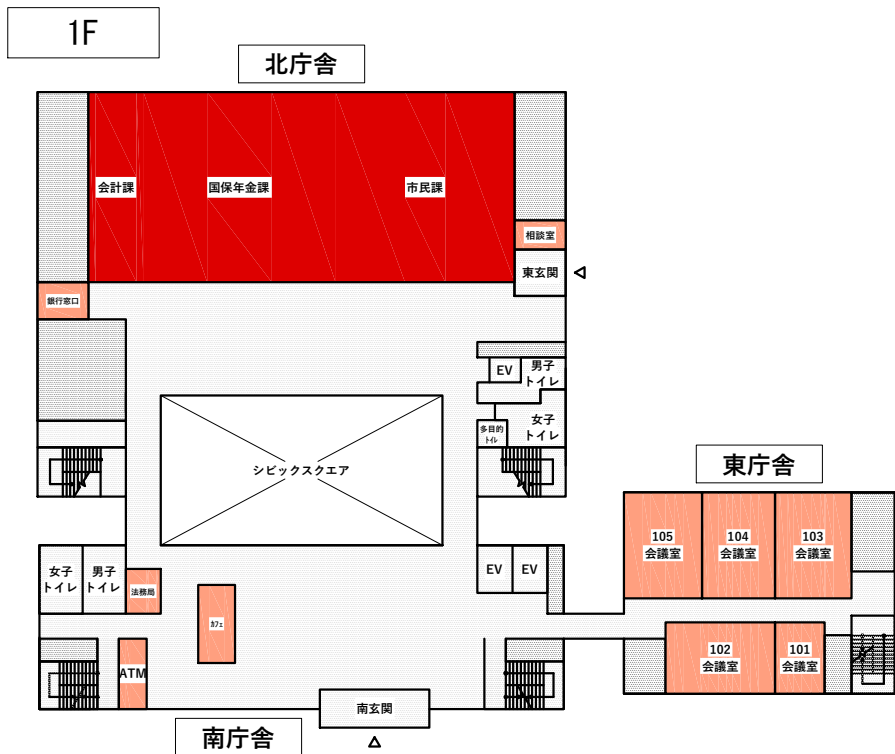 1F
北庁舎
会計課
国保年金課
市民課
相談室
東玄関
銀行窓口
EV
男子
トイレ
女子
トイレ
多目的
トイレ
シビックスクエア
東庁舎
105
会議室
104
会議室
103
会議室
女子
トイレ
男子
トイレ
法務局
EV
EV
カフェ
102
会議室
101
会議室
ATM
南玄関
南庁舎